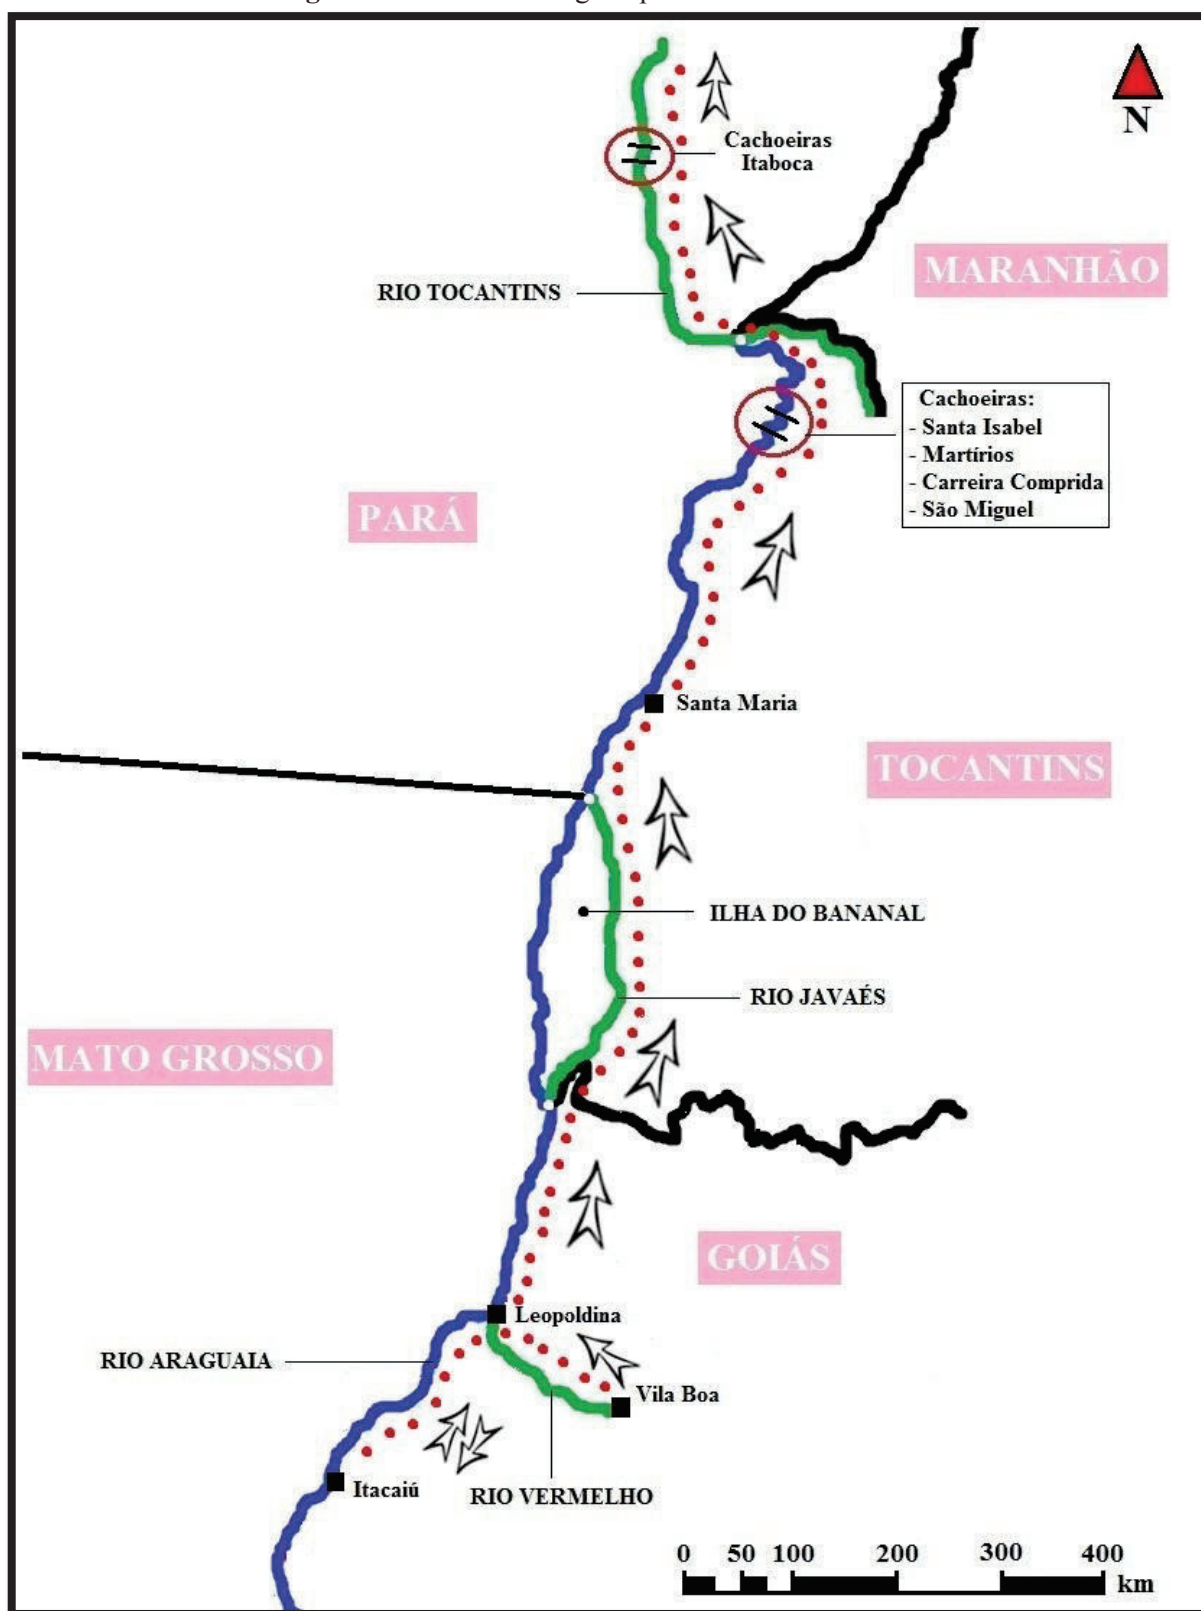 N
Cachoeiras
Itaboca
MARANHÃO
RIO TOCANTINS
Cachoeiras:
- Santa Isabel
- Martírios
- Carreira Comprida
- São Miguel
PARÁ
Santa Maria
TOCANTINS
ILHA DO BANANAL
RIO JAVAÉS
MATO GROSSO
GOIÁS
Leopoldina
RIO ARAGUAIA
Vila Boa
Itacaiú
RIO VERMELHO
0 50 100 200 300 400
km